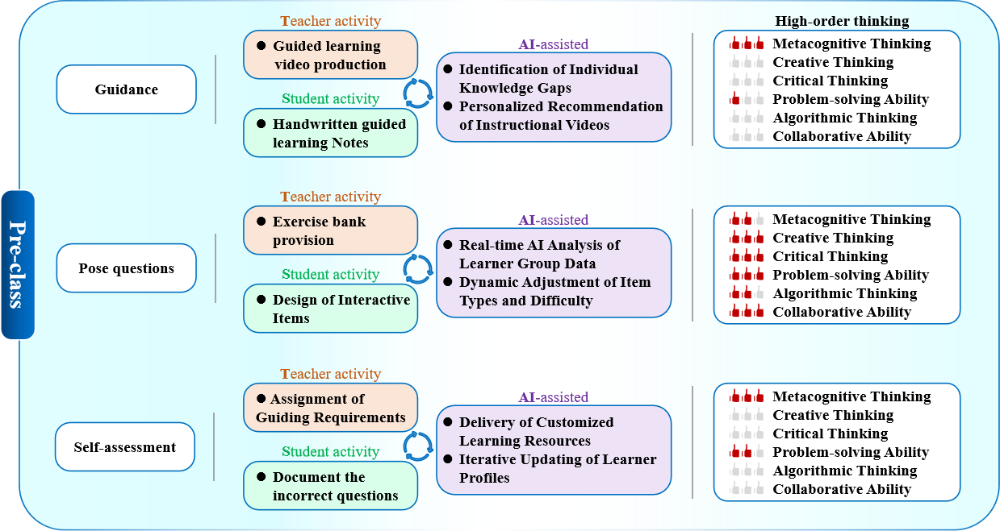 Pre-class
Guidance
Teacher activity
● Guided learning
video production
Student activity
● Handwritten guided
learning Notes
AI-assisted
● Identification of Individual
Knowledge Gaps
● Personalized Recommendation
of Instructional Videos
High-order thinking
Metacognitive Thinking
Creative Thinking
Critical Thinking
Problem-solving Ability
Algorithmic Thinking
Collaborative Ability
Pose questions
Teacher activity
● Exercise bank
provision
Student activity
● Design of Interactive
Items
AI-assisted
● Real-time AI Analysis of
Learner Group Data
● Dynamic Adjustment of Item
Types and Difficulty
Metacognitive Thinking
Creative Thinking
Critical Thinking
Problem-solving Ability
Algorithmic Thinking
Collaborative Ability
Self-assessment
Teacher activity
● Assignment of
Guiding Requirements
Student activity
● Document the
incorrect questions
AI-assisted
● Delivery of Customized
Learning Resources
● Iterative Updating of Learner
Profiles
Metacognitive Thinking
Creative Thinking
Critical Thinking
Problem-solving Ability
Algorithmic Thinking
Collaborative Ability